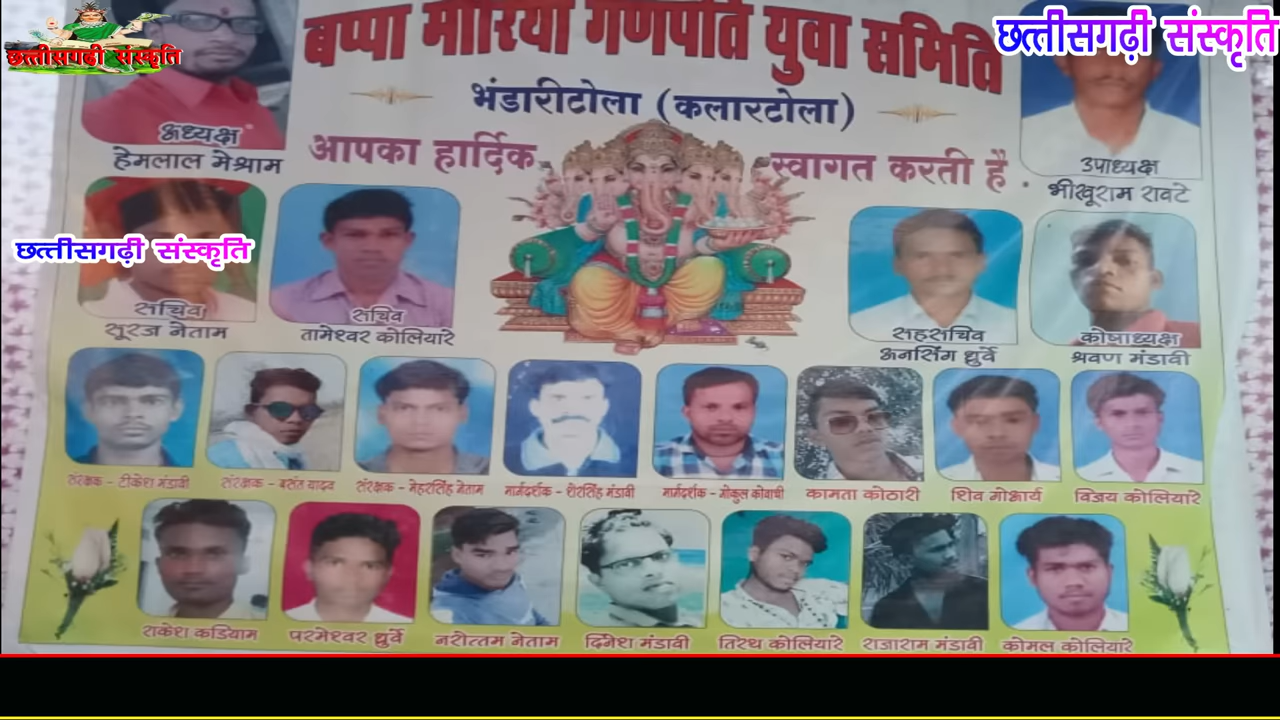 छत्तीसगढ़ी संस्कृति
छत्तीसगढ़ी संस्कृति
बप्पा मोरिया गणपति युवा समिति
भंडारीटोला (कलारटोला)
आपका हार्दिक स्वागत करती है .
अध्यक्ष
हेमलाल मेश्राम
उपाध्यक्ष
भीखूराम रावटे
छत्तीसगढ़ी संस्कृति
सचिव
सूरज नेताम
सचिव
तामेश्वर कोलियारे
सहसचिव
अनसिंग ध्रुर्वे
कोषाध्यक्ष
श्रवण मंडावी
संरक्षक - टीकेश मंडावी
संरक्षक - बसंत यादव
संरक्षक - मेहरसिंह नेताम
मार्गदर्शक - शेरसिंह मंडावी
मार्गदर्शक - गोकुल कोवाची
कामता कोठारी
शिव गोआर्य
विजय कोलियारे
राकेश कडियाम
परमेश्वर ध्रुर्वे
नरोत्तम नेताम
दिनेश मंडावी
तिरथ कोलियारे
राजाराम मंडावी
कोमल कोलियारे